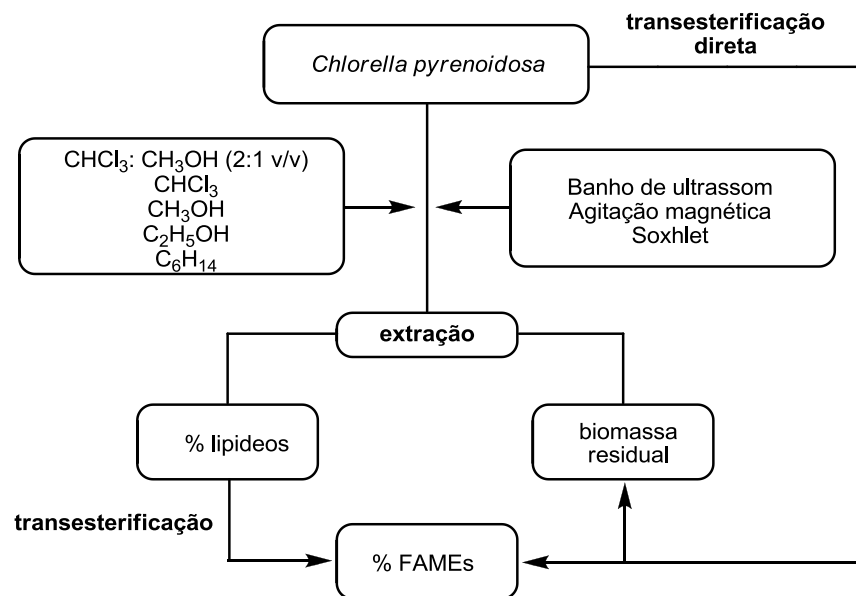 transesterificação
direta
Chlorella pyrenoidosa
CHCl₃: CH₃OH (2:1 v/v)
CHCl₃
CH₃OH
C₂H₅OH
C₆H₁₄
Banho de ultrassom
Agitação magnética
Soxhlet
extração
% lipideos
biomassa
residual
transesterificação
% FAMEs